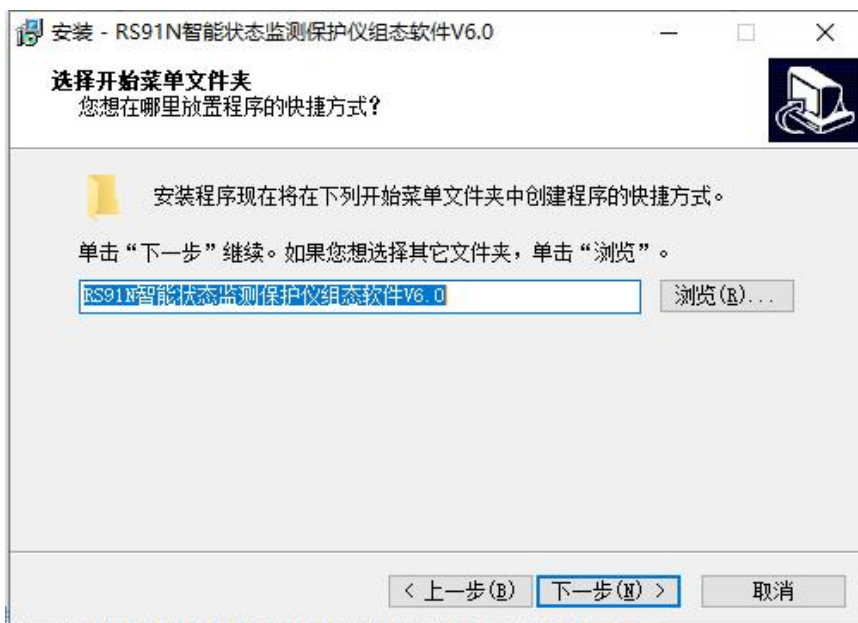 安装 - RS91N智能状态监测保护仪组态软件V6.0
选择开始菜单文件夹
您想在哪里放置程序的快捷方式?
安装程序现在将在下列开始菜单文件夹中创建程序的快捷方式。
单击“下一步”继续。如果您想选择其它文件夹，单击“浏览”。
RS91N智能状态监测保护仪组态软件V6.0
浏览(R)...
< 上一步(B)
下一步(N) >
取消